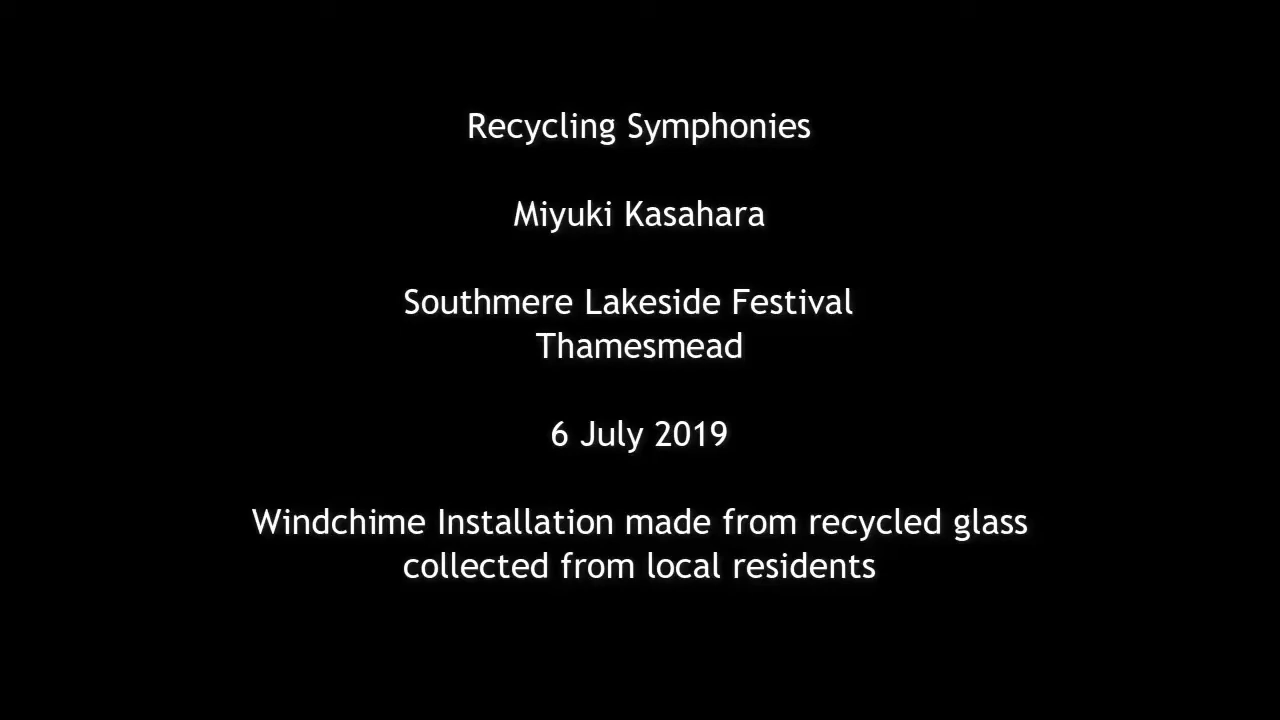 Recycling Symphonies
Miyuki Kasahara
Southmere Lakeside Festival
Thamesmead
6 July 2019
Windchime Installation made from recycled glass
collected from local residents